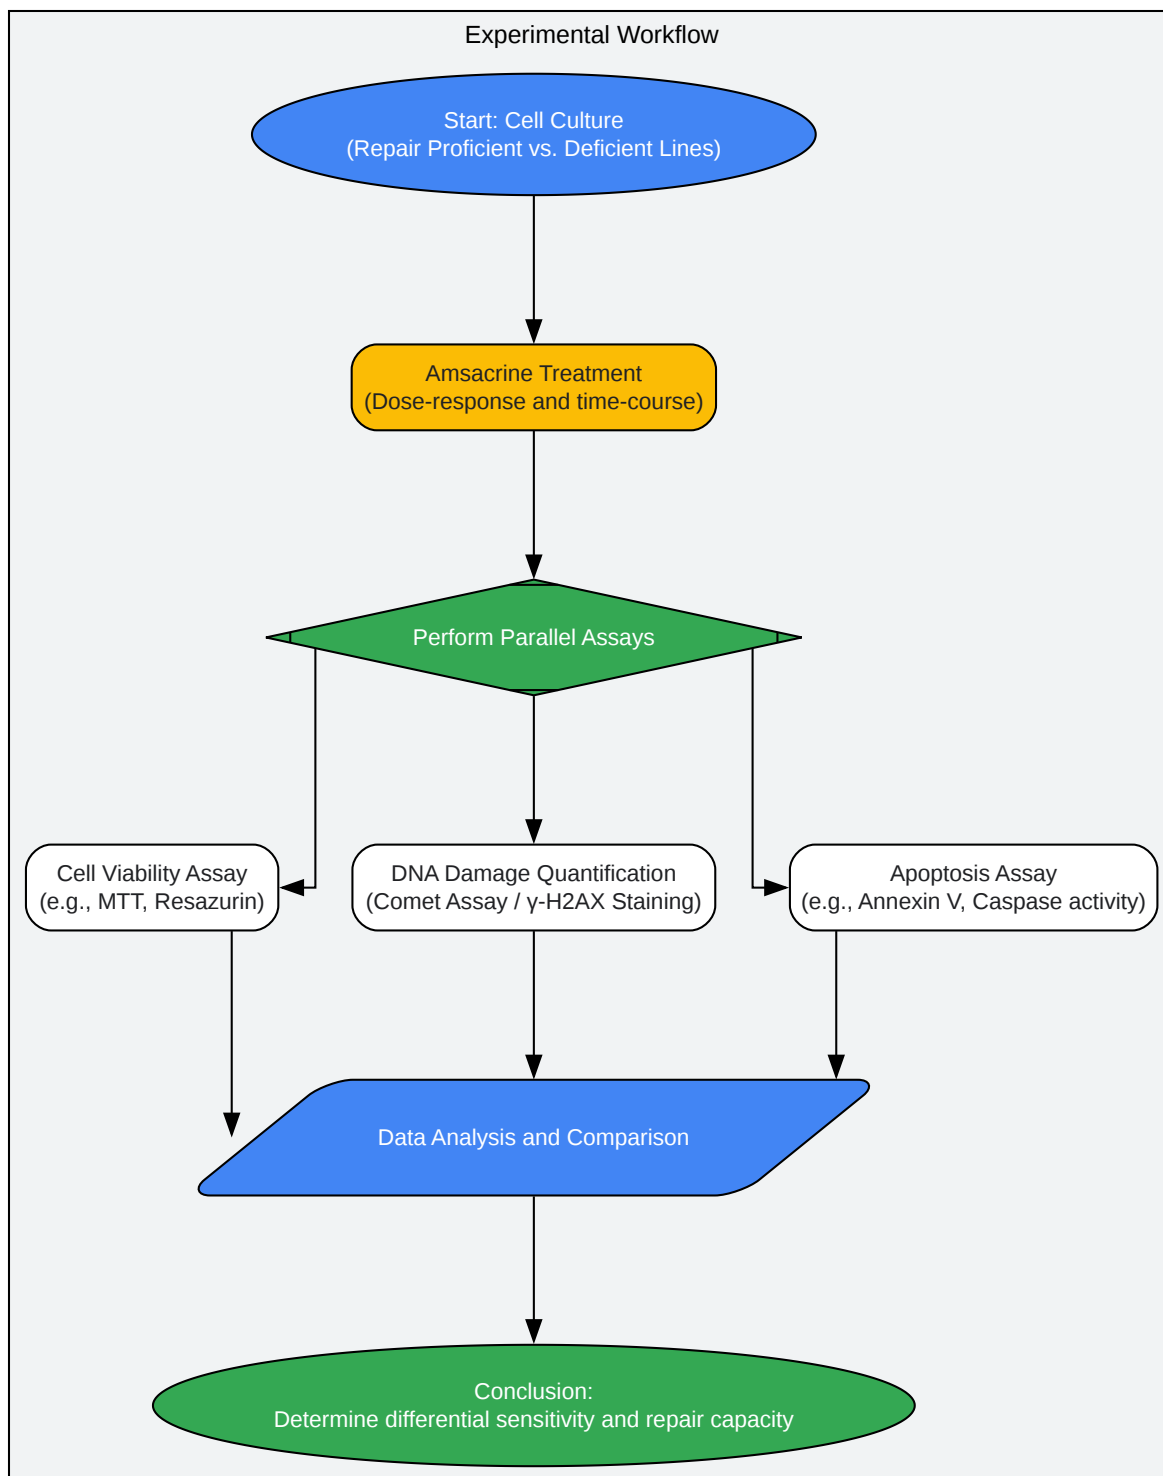 Experimental Workflow
Start: Cell Culture
(Repair Proficient vs. Deficient Lines)
Amsacrine Treatment
(Dose-response and time-course)
Perform Parallel Assays
Cell Viability Assay
(e.g., MTT, Resazurin)
DNA Damage Quantification
(Comet Assay / γ-H2AX Staining)
Apoptosis Assay
(e.g., Annexin V, Caspase activity)
Data Analysis and Comparison
Conclusion:
Determine differential sensitivity and repair capacity